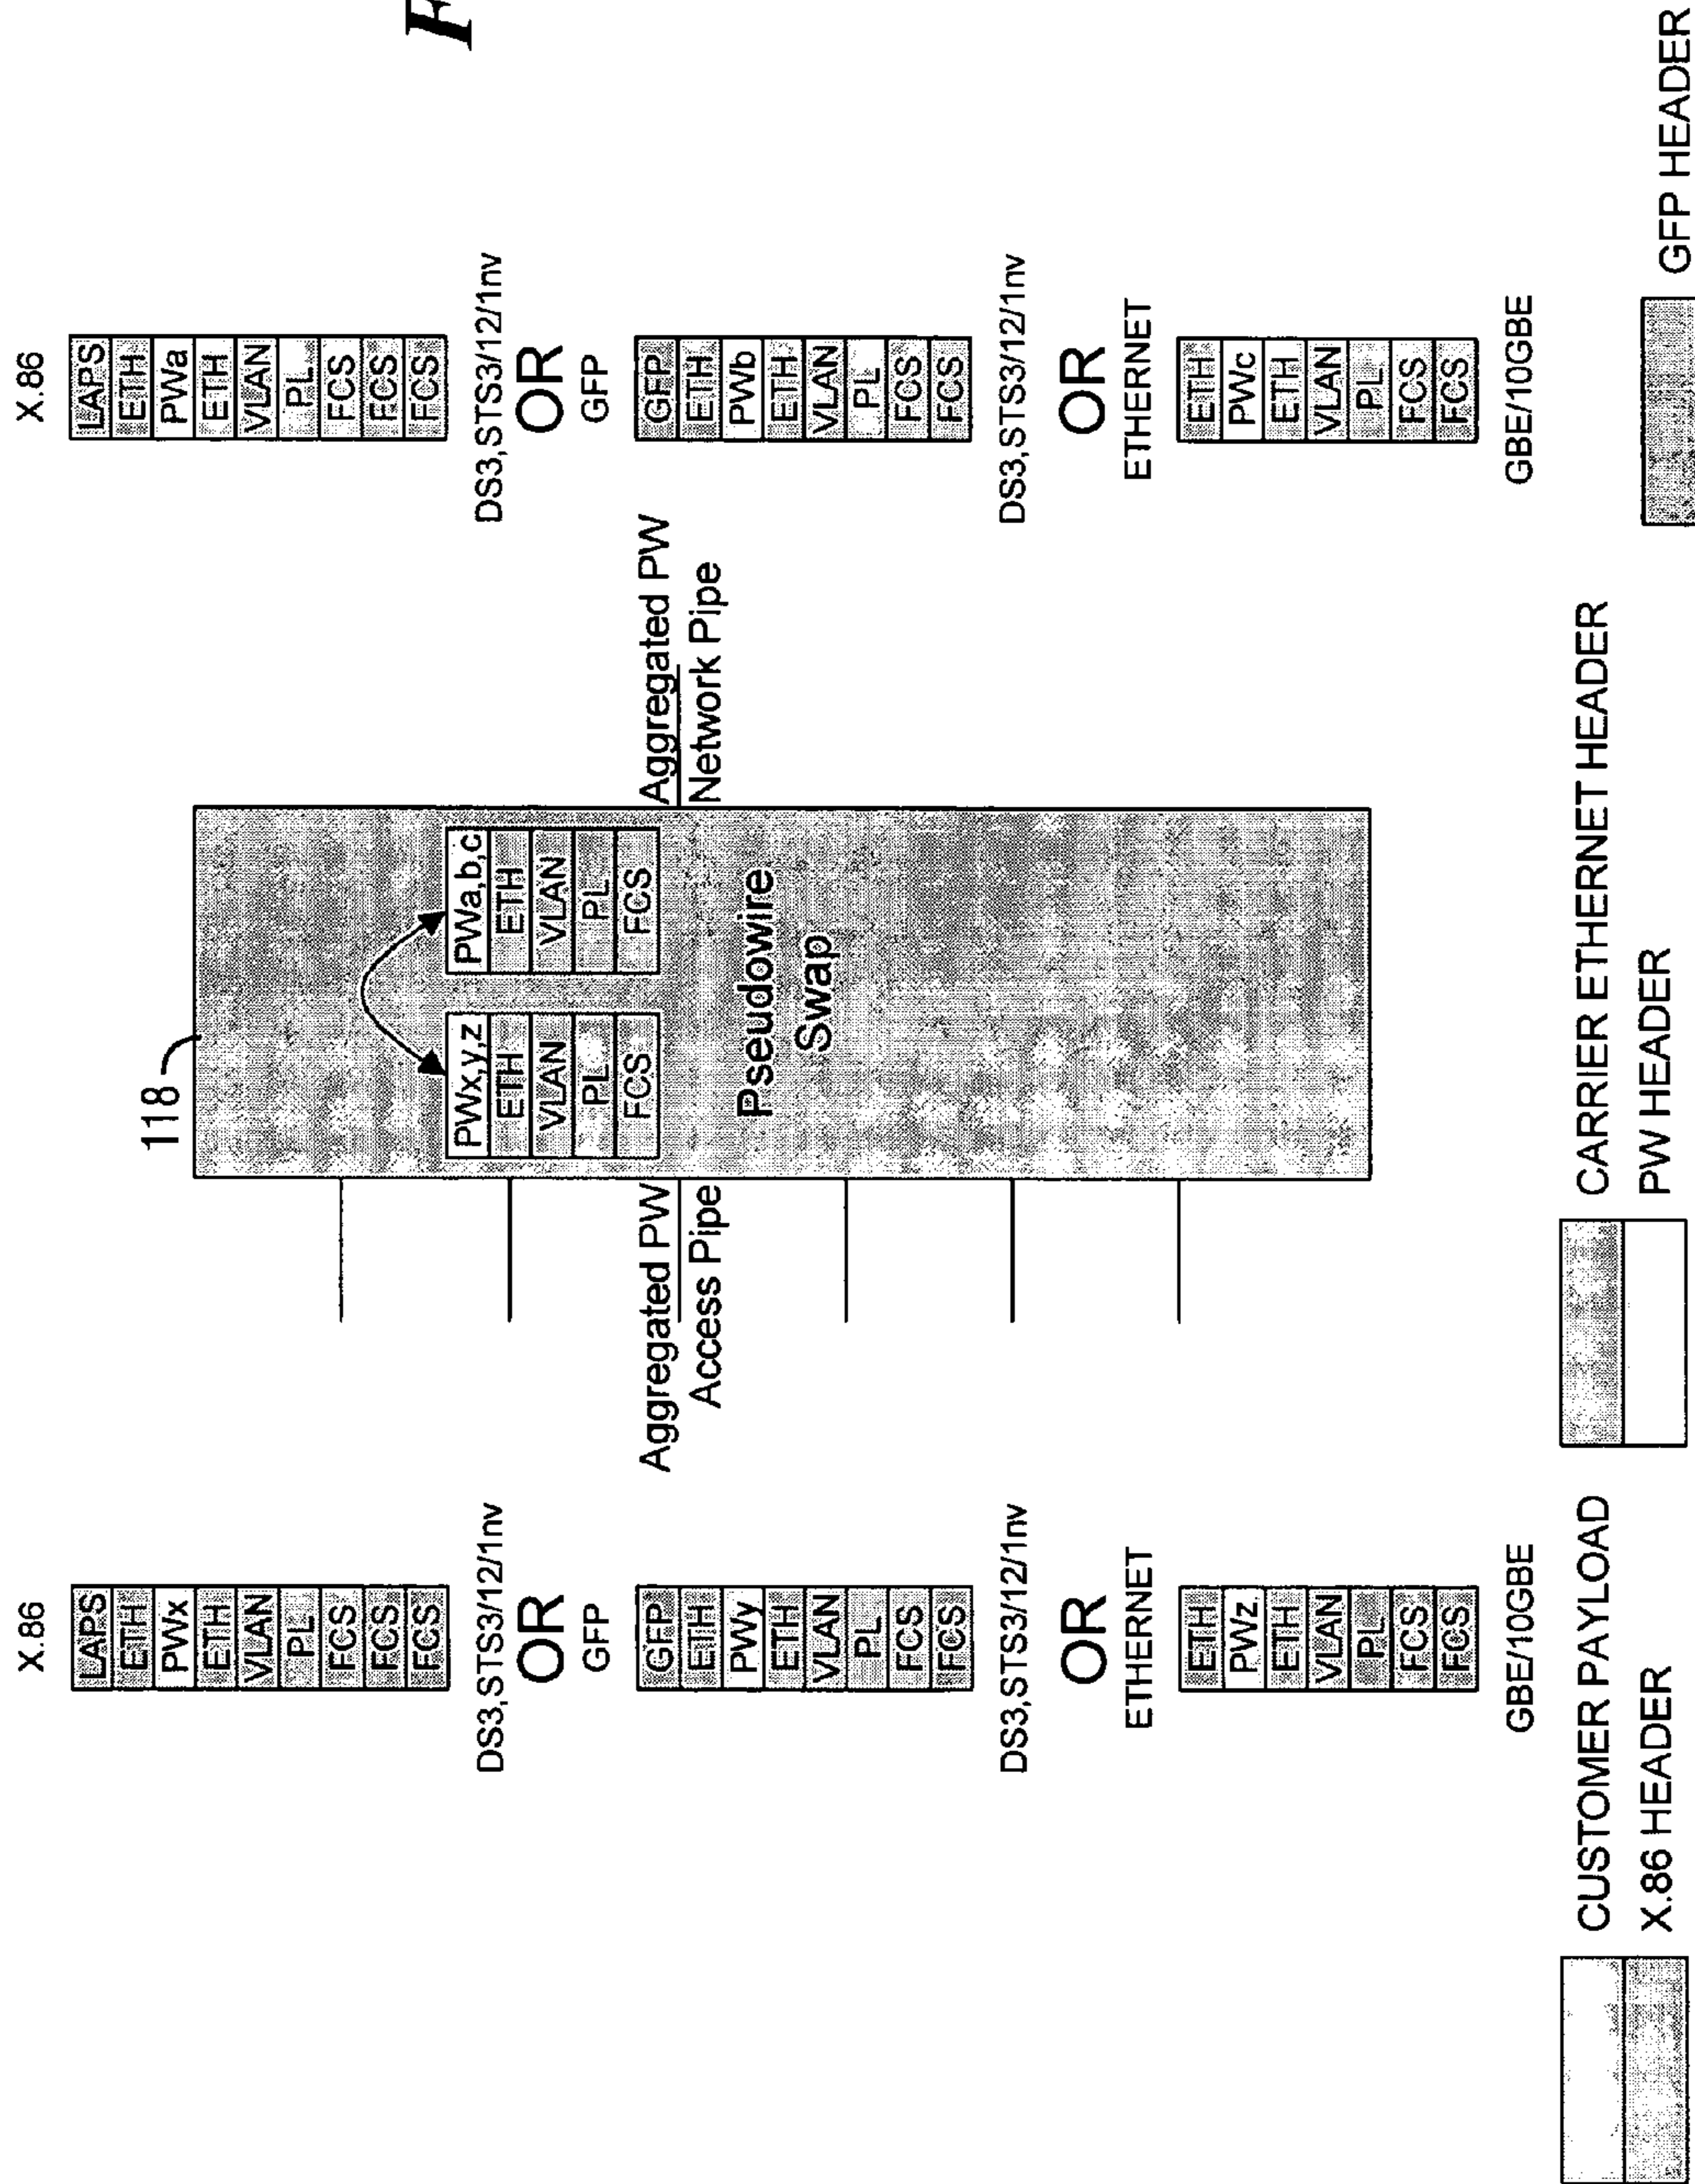 X.86
LAPS
ETH
PWx
ETH
VLAN
PL
FCS
FCS
FCS
DS3,STS3/12/1nv
OR
GFP
GFP
ETH
PWy
ETH
VLAN
PL
FCS
FCS
DS3,STS3/12/1nv
OR
ETHERNET
ETH
PWz
ETH
VLAN
PL
FCS
FCS
GBE/10GBE
118
Aggregated PW
Access Pipe
PWx,y,z
ETH
VLAN
PL
FCS
PWa,b,c
ETH
VLAN
PL
FCS
Pseudowire
Swap
Aggregated PW
Network Pipe
X.86
LAPS
ETH
PWa
ETH
VLAN
PL
FCS
FCS
FCS
DS3,STS3/12/1nv
OR
GFP
GFP
ETH
PWb
ETH
VLAN
PL
FCS
FCS
DS3,STS3/12/1nv
OR
ETHERNET
ETH
PWc
ETH
VLAN
PL
FCS
FCS
GBE/10GBE
CUSTOMER PAYLOAD
X.86 HEADER
CARRIER ETHERNET HEADER
PW HEADER
GFP HEADER